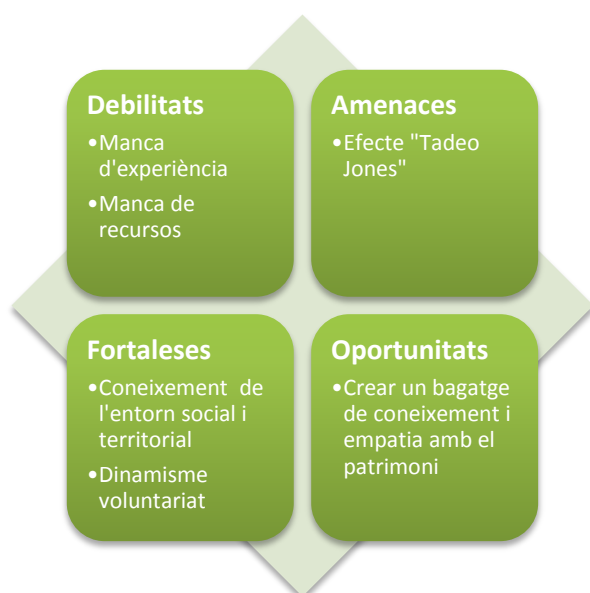 Debilitats
•Manca
d'experiència
•Manca de
recursos
Amenaces
•Efecte "Tadeo
Jones"
Fortaleses
•Coneixement de
l'entorn social i
territorial
•Dinamisme
voluntariat
Oportunitats
•Crear un bagatge
de coneixement i
empatia amb el
patrimoni